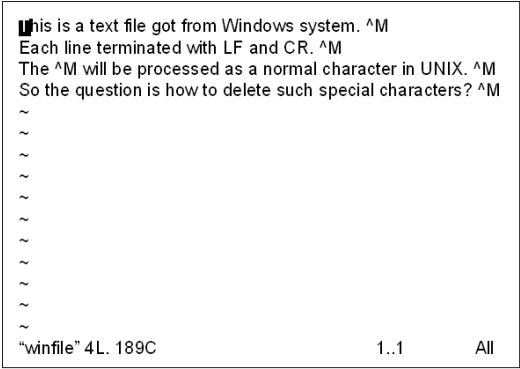 This is a text file got from Windows system. ^M
Each line terminated with LF and CR. ^M
The ^M will be processed as a normal character in UNIX. ^M
So the question is how to delete such special characters? ^M
~
~
~
~
~
~
~
~
~
~
~
“winfile” 4L. 189C 1..1 All